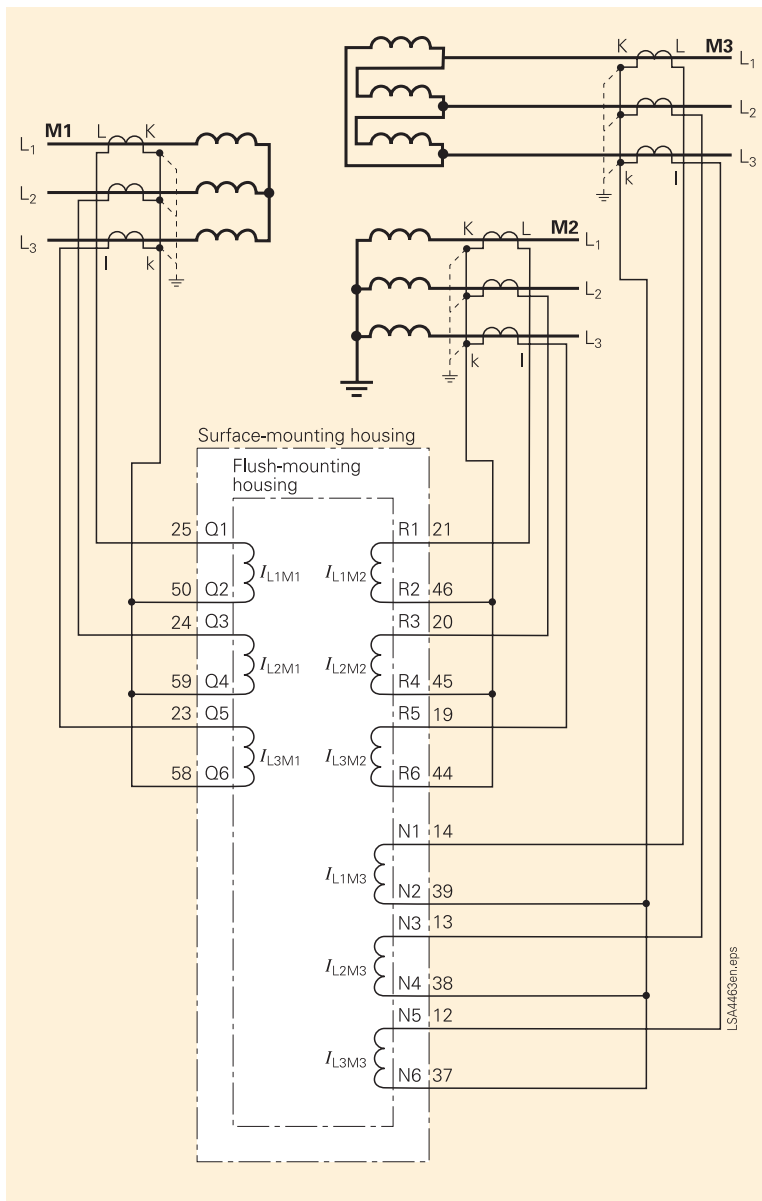 K L M3
L1
M1 L K
L2
L1
L3
k l
L2
K L M2
L1
L3
l k
L2
L3
k l
Surface-mounting housing
Flush-mounting
housing
25 Q1 R1 21
IL1M1 IL1M2
50 Q2 R2 46
24 Q3 R3 20
IL2M1 IL2M2
59 Q4 R4 45
23 Q5 R5 19
IL3M1 IL3M2
58 Q6 R6 44
N1 14
IL1M3
N2 39
N3 13
IL2M3
N4 38
N5 12
IL3M3
N6 37
LSA4463en.eps